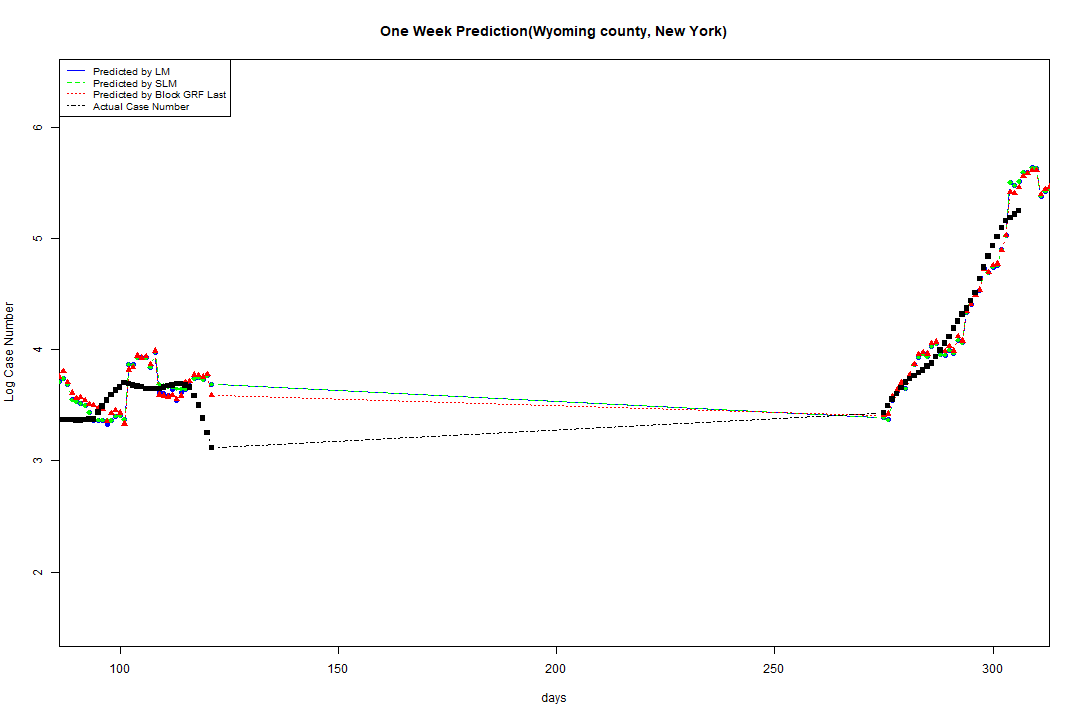 One Week Prediction(Wyoming county, New York)
Predicted by LM
Predicted by SLM
Predicted by Block GRF Last
Actual Case Number
Log Case Number
6
5
4
3
2
100 150 200 250 300
days